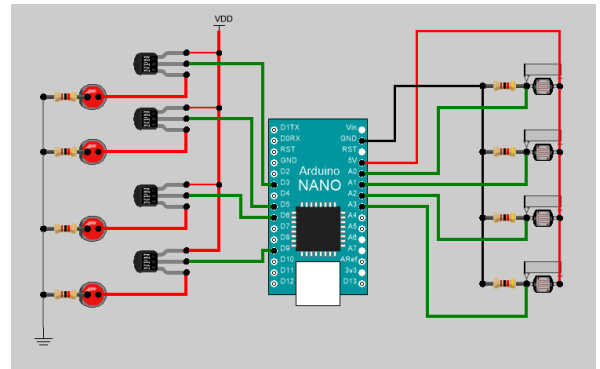 VDD
NPN
NPN
NPN
NPN
D1TX
D0RX
RST
GND
D2
D3
D4
D5
D6
D7
D8
D9
D10
D11
D12
Arduino
NANO
Vin
GND
RST
5V
A0
A1
A2
A3
A4
A5
A6
A7
ARef
3v3
D13